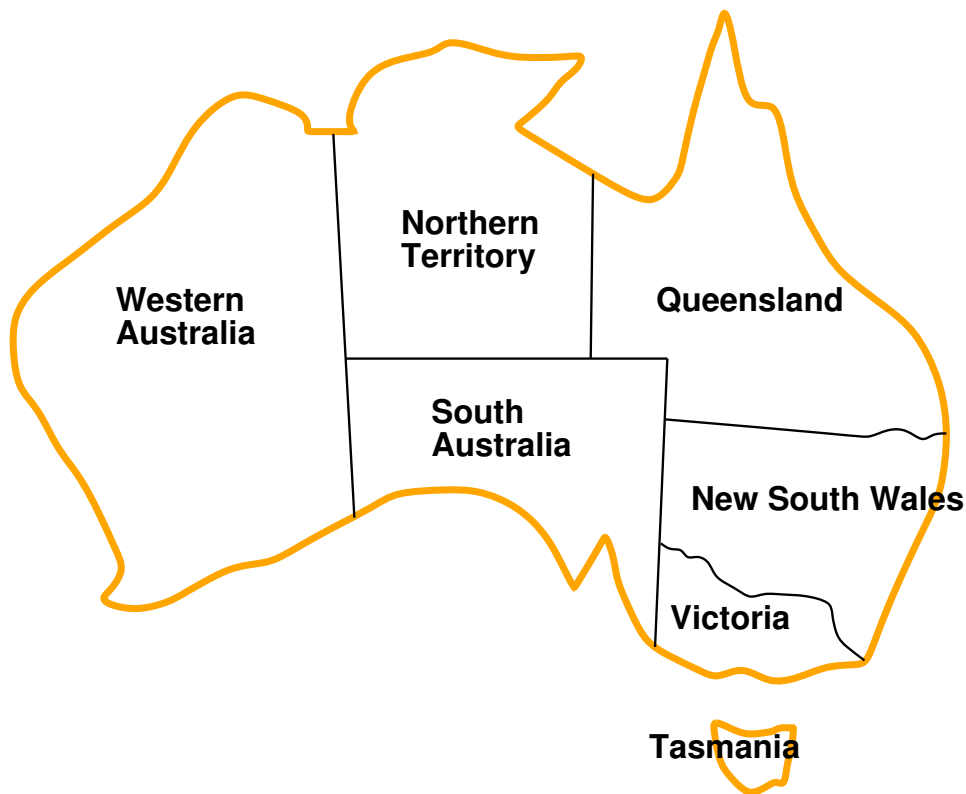 Northern
Territory
Western
Australia
Queensland
South
Australia
New South Wales
Victoria
Tasmania